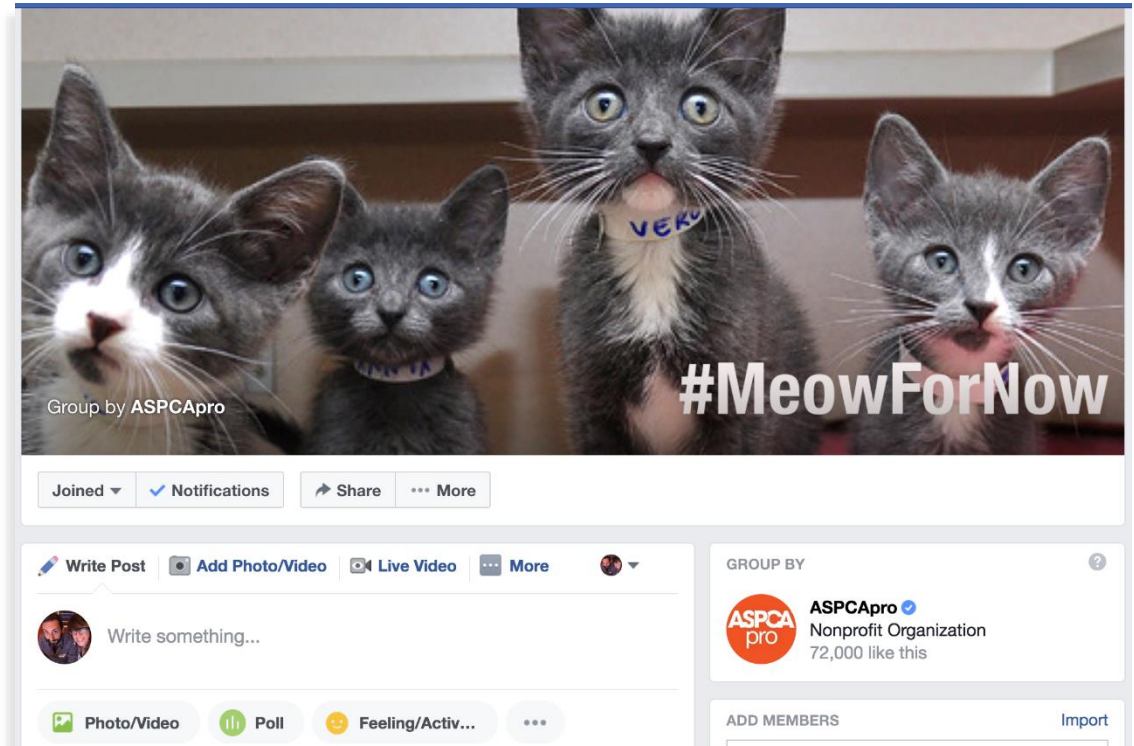 VERO
#MeowForNow
Group by ASPCApro
Joined
Notifications
Share
More
Write Post
Add Photo/Video
Live Video
More
Write something...
Photo/Video
Poll
Feeling/Activ...
GROUP BY
ASPCA
pro
ASPCApro
Nonprofit Organization
72,000 like this
ADD MEMBERS
Import